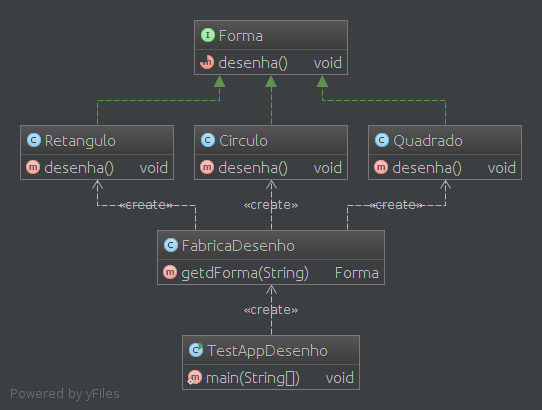 I Forma
m desenha() void
C Retangulo
m desenha() void
C Circulo
m desenha() void
C Quadrado
m desenha() void
«create»
«create»
«create»
C FabricaDesenho
m getdForma(String) Forma
«create»
C TestAppDesenho
m main(String[]) void
Powered by yFiles